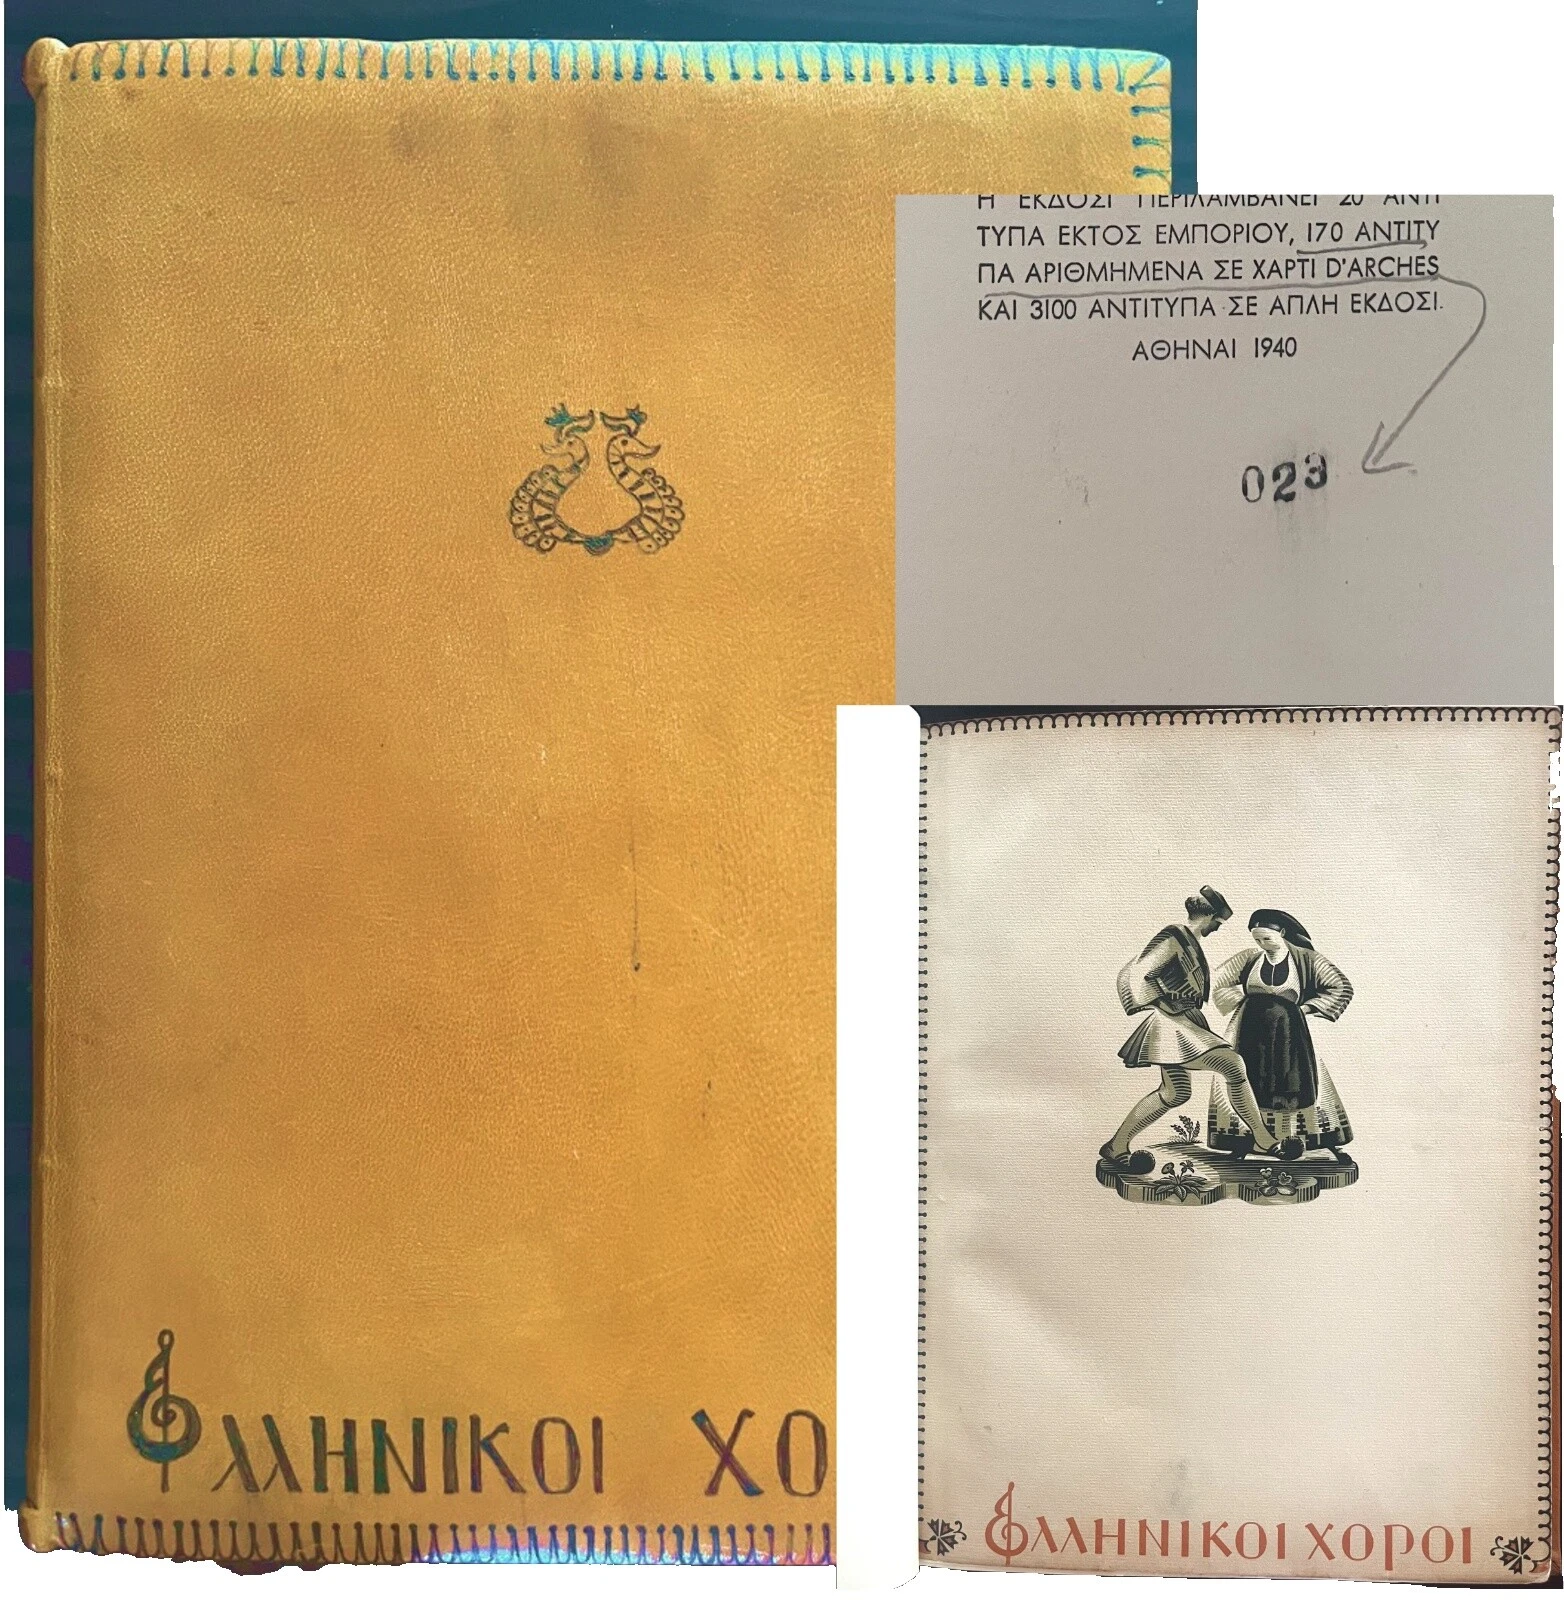 Η ΕΚΔΟΣΙ ΠΕΡΙΛΑΜΒΑΝΕΙ 20 ΑΝΤΙ
ΤΥΠΑ ΕΚΤΟΣ ΕΜΠΟΡΙΟΥ, 170 ΑΝΤΙΤΥ
ΠΑ ΑΡΙΘΜΗΜΕΝΑ ΣΕ ΧΑΡΤΙ D'ARCHES
ΚΑΙ 3100 ΑΝΤΙΤΥΠΑ ΣΕ ΑΠΛΗ ΕΚΔΟΣΙ.
ΑΘΗΝΑΙ 1940
023
ΕΛΛΗΝΙΚΟΙ ΧΟ
ΕΛΛΗΝΙΚΟΙ ΧΟΡΟΙ